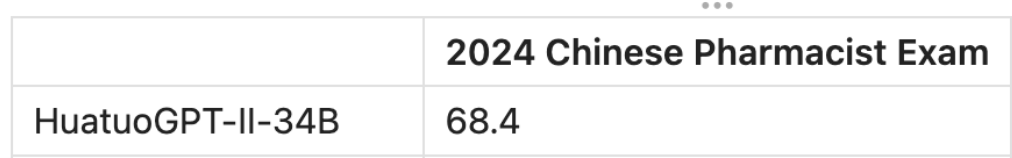 2024 Chinese Pharmacist Exam
HuatuoGPT-II-34B 68.4